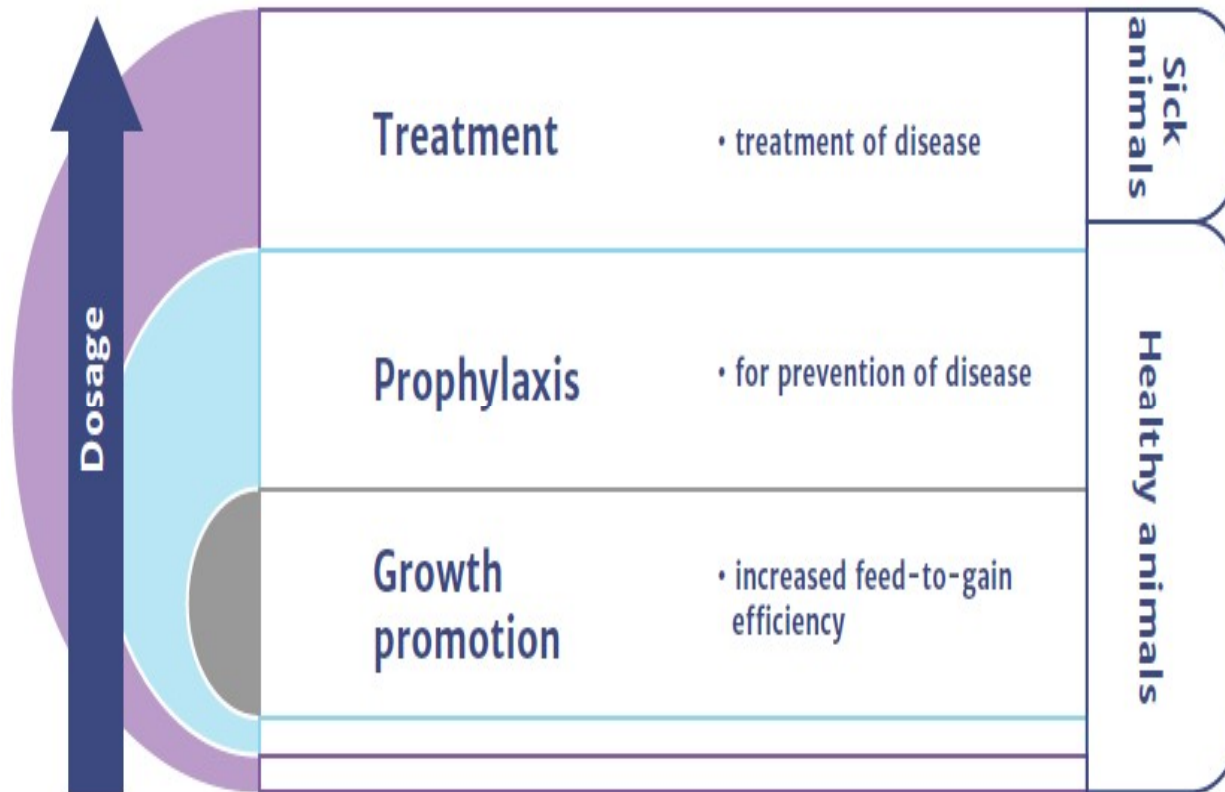 Dosage
Treatment
• treatment of disease
Prophylaxis
• for prevention of disease
Growth
promotion
• increased feed-to-gain
efficiency
Sick
animals
Healthy animals